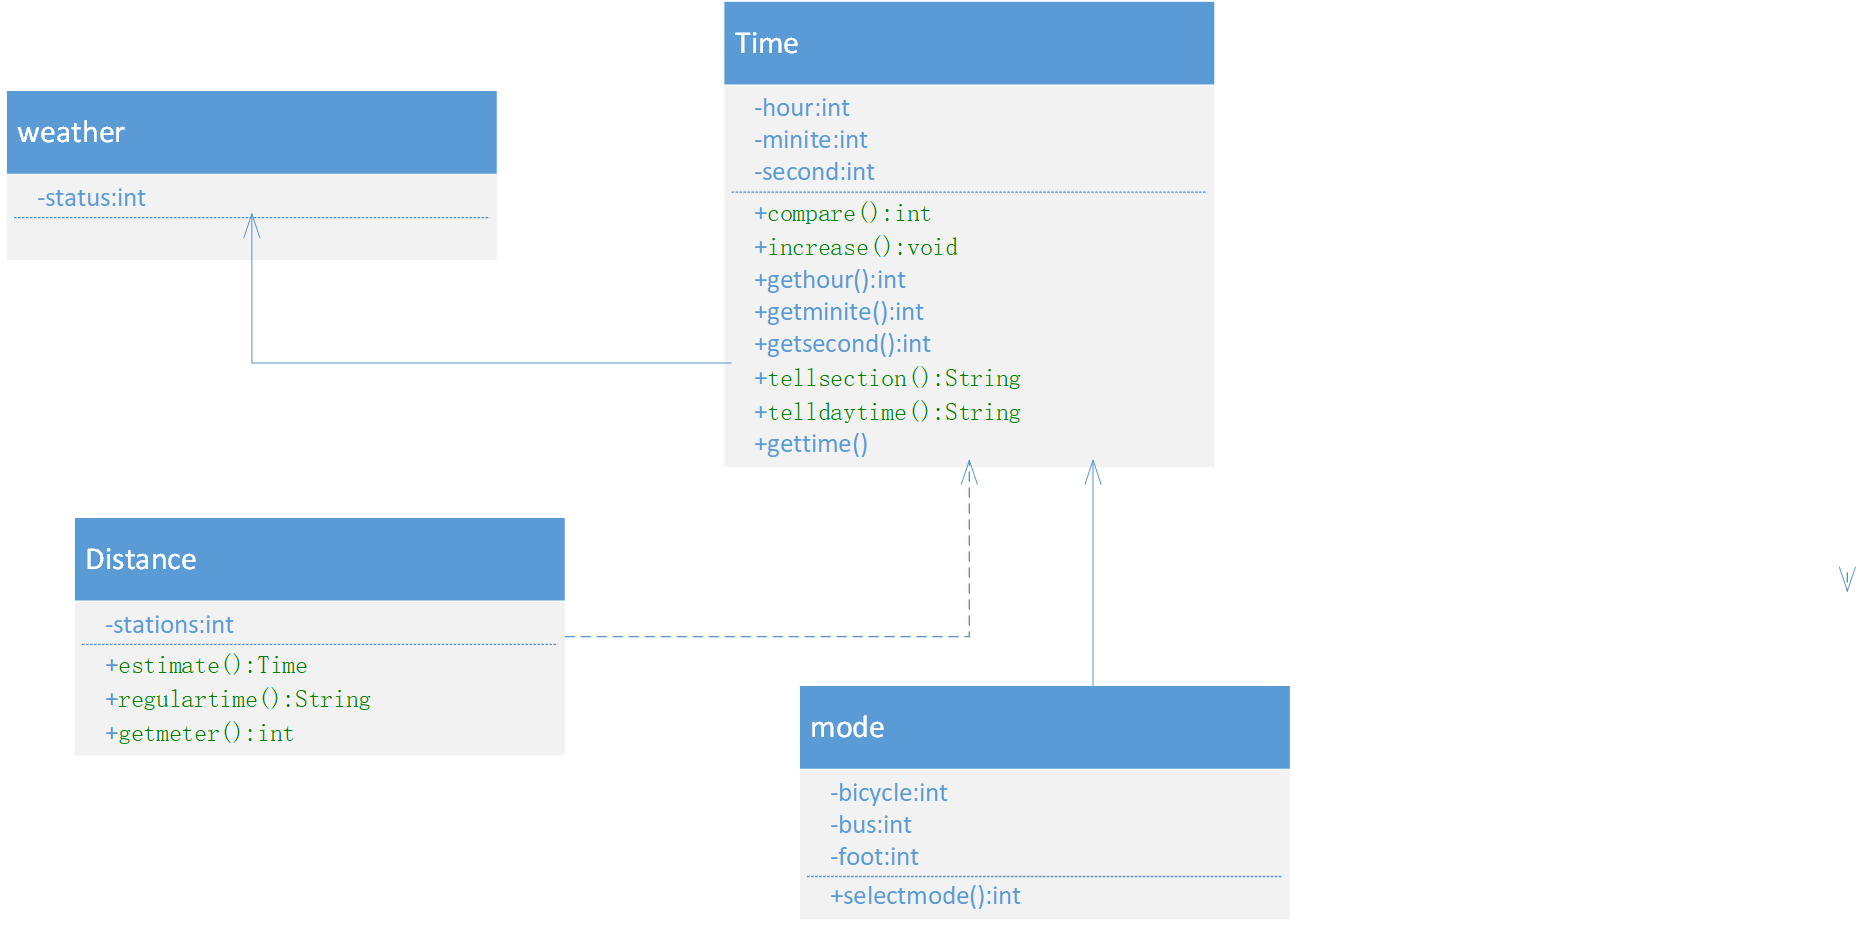 Time
-hour:int
-minite:int
-second:int
+compare():int
+increase():void
+gethour():int
+getminite():int
+getsecond():int
+tellsection():String
+telldaytime():String
+gettime()
weather
-status:int
Distance
-stations:int
+estimate():Time
+regulartime():String
+getmeter():int
mode
-bicycle:int
-bus:int
-foot:int
+selectmode():int